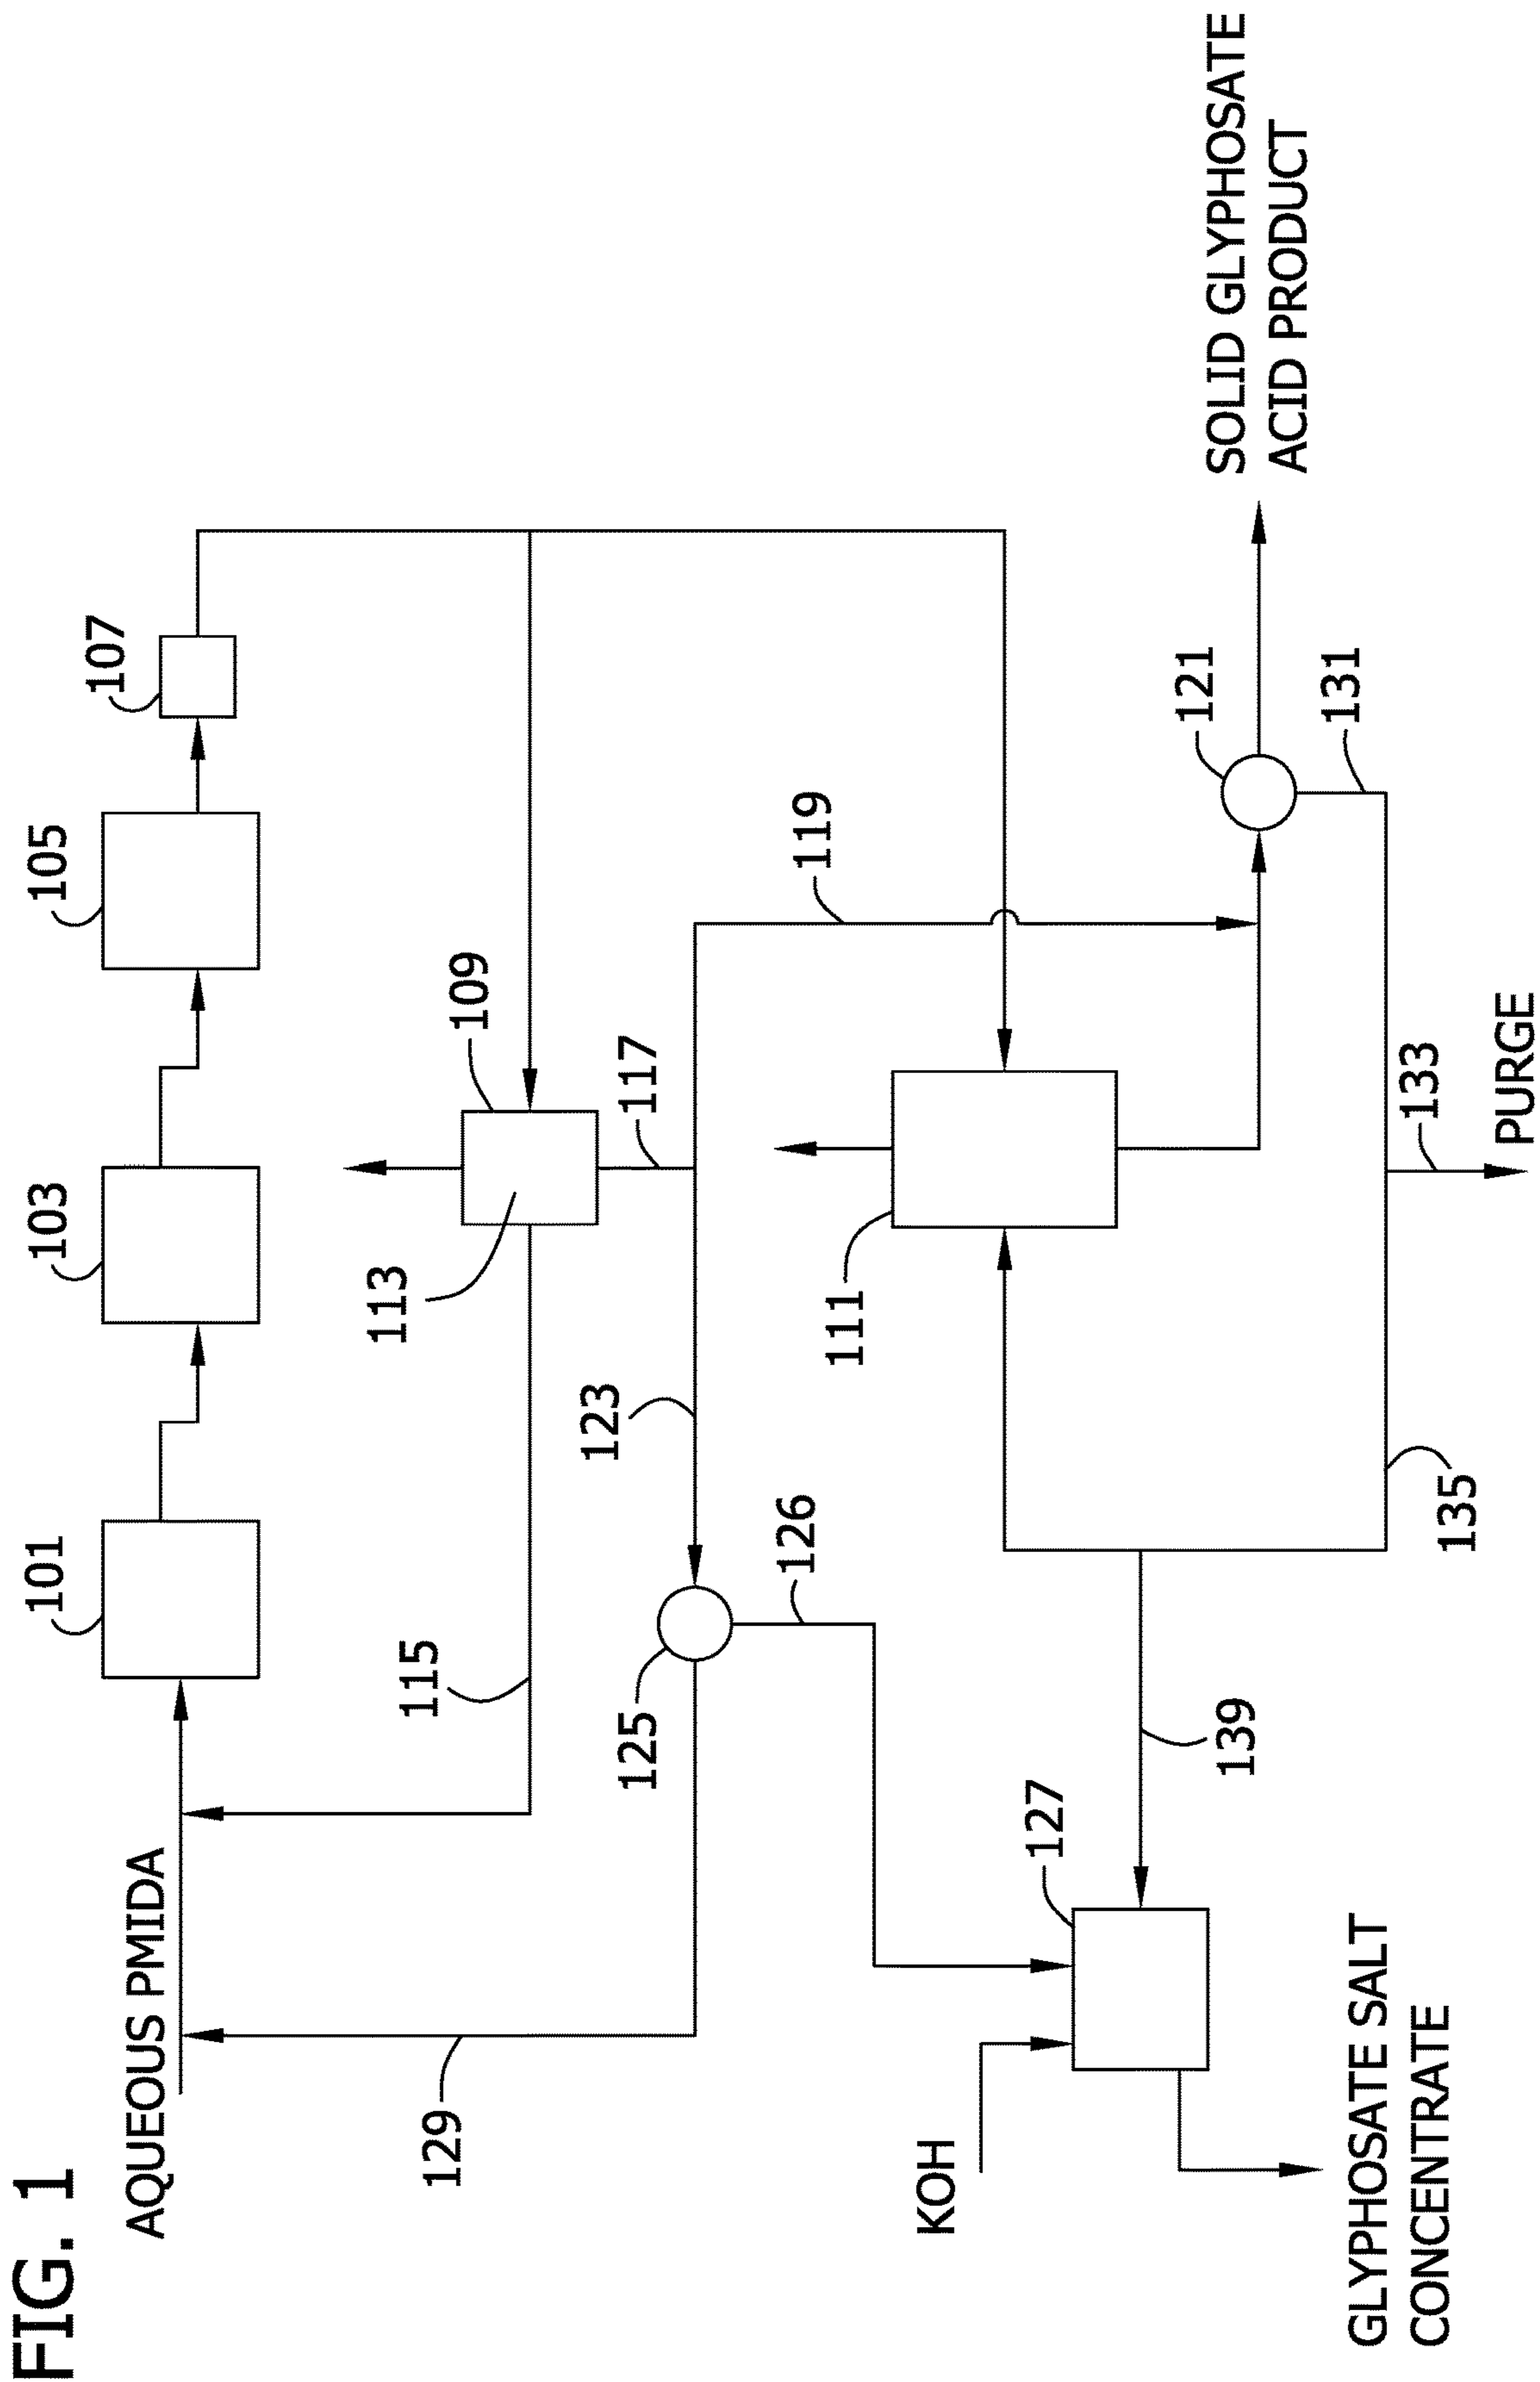 FIG. 1
AQUEOUS PMIDA
101
103
105
107
129
115
113
109
125
123
117
126
119
KOH
127
139
111
121
131
135
133
PURGE
GLYPHOSATE SALT
CONCENTRATE
SOLID GLYPHOSATE
ACID PRODUCT